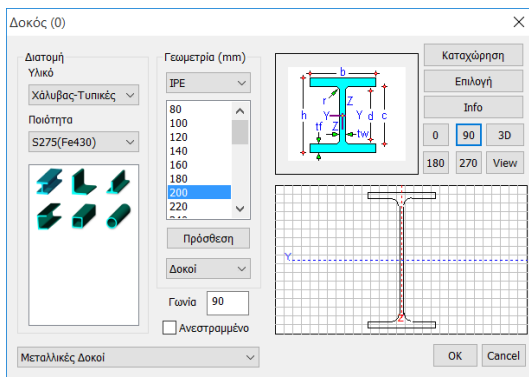 Δοκός (0)
Διατομή
Υλικό
Χάλυβας-Τυπικές
Ποιότητα
S275(Fe430)
Γεωμετρία (mm)
IPE
80
100
120
140
160
180
200
220
Πρόσθεση
Δοκοί
Γωνία 90
Ανεστραμμένο
b
r
Z
h
Y
Y
d
c
tf
Z
tw
Καταχώρηση
Επιλογή
Info
0 90 3D
180 270 View
Y
Z
Μεταλλικές Δοκοί
OK Cancel